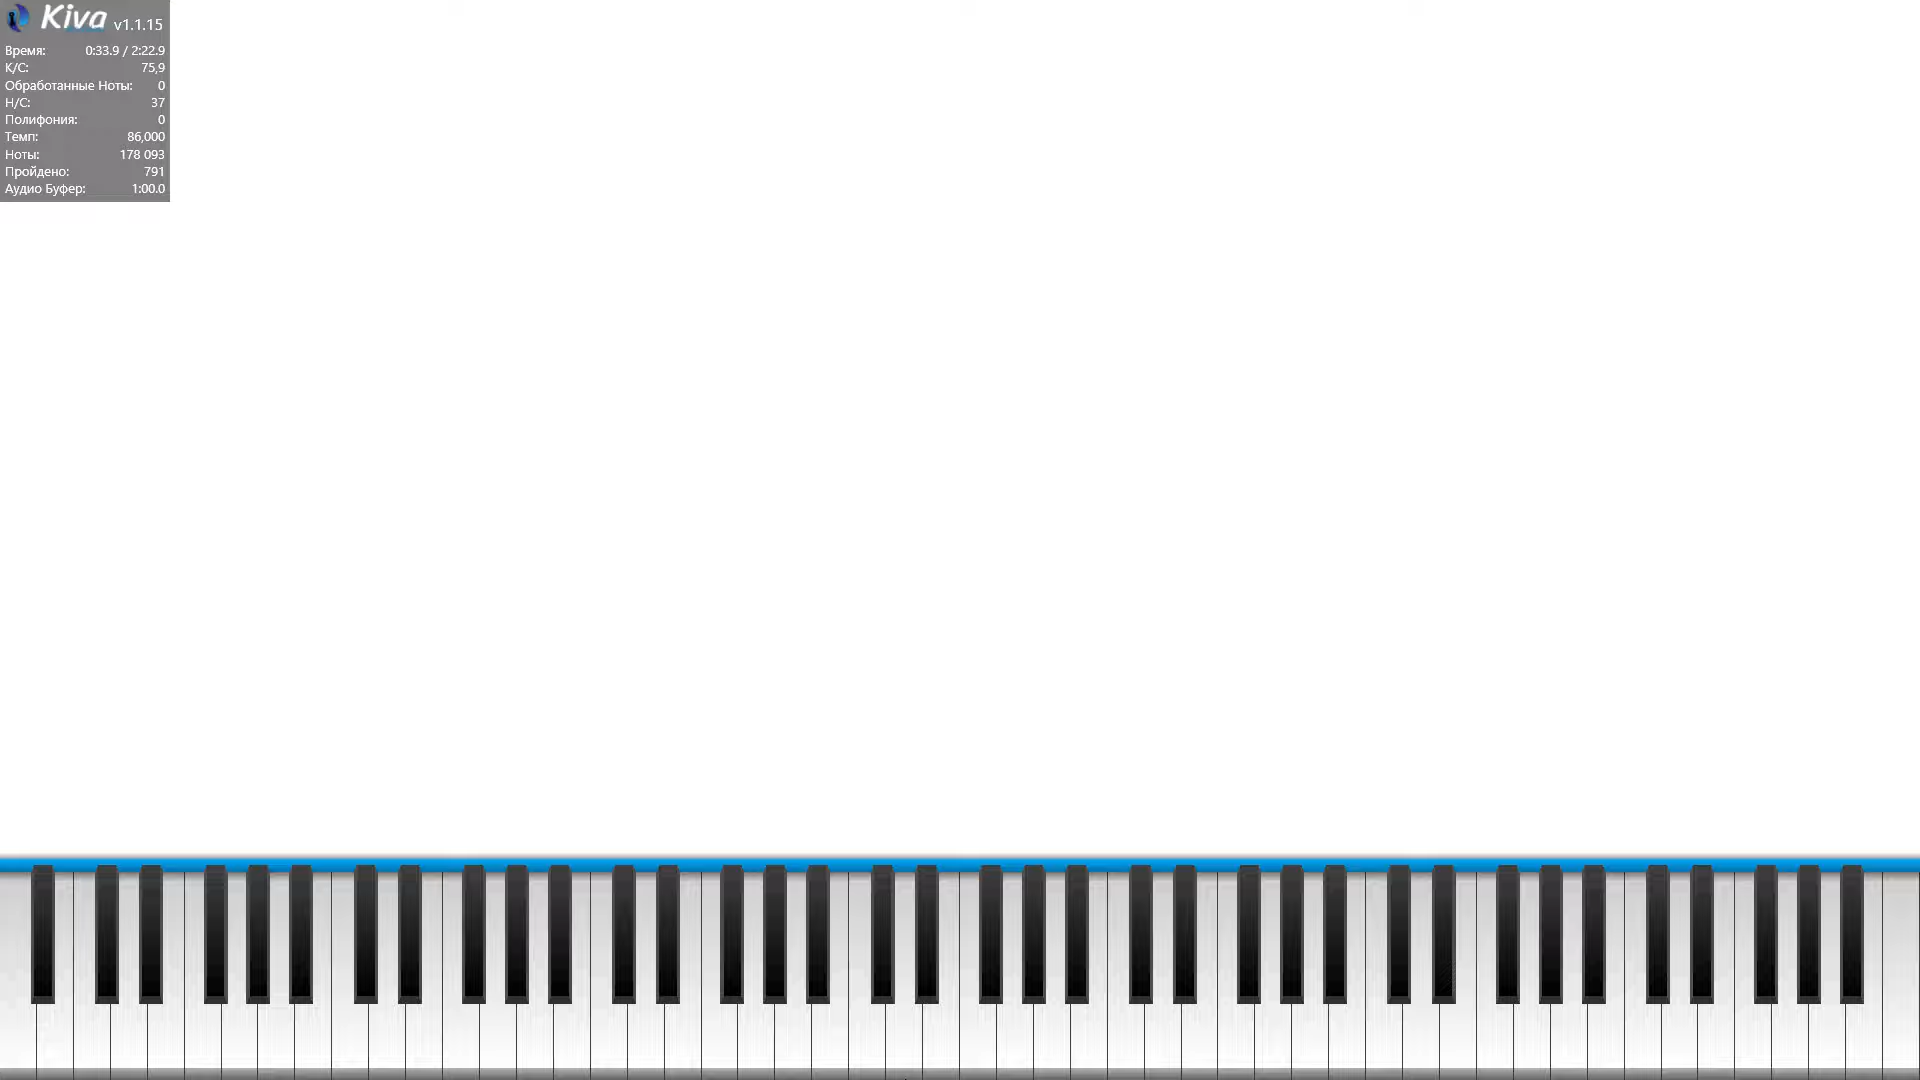 Kiva v1.1.15
Время: 0:33.9 / 2:22.9
К/С: 75,9
Обработанные Ноты: 0
Н/С: 37
Полифония: 0
Темп: 86,000
Ноты: 178 093
Пройдено: 791
Аудио Буфер: 1:00.0